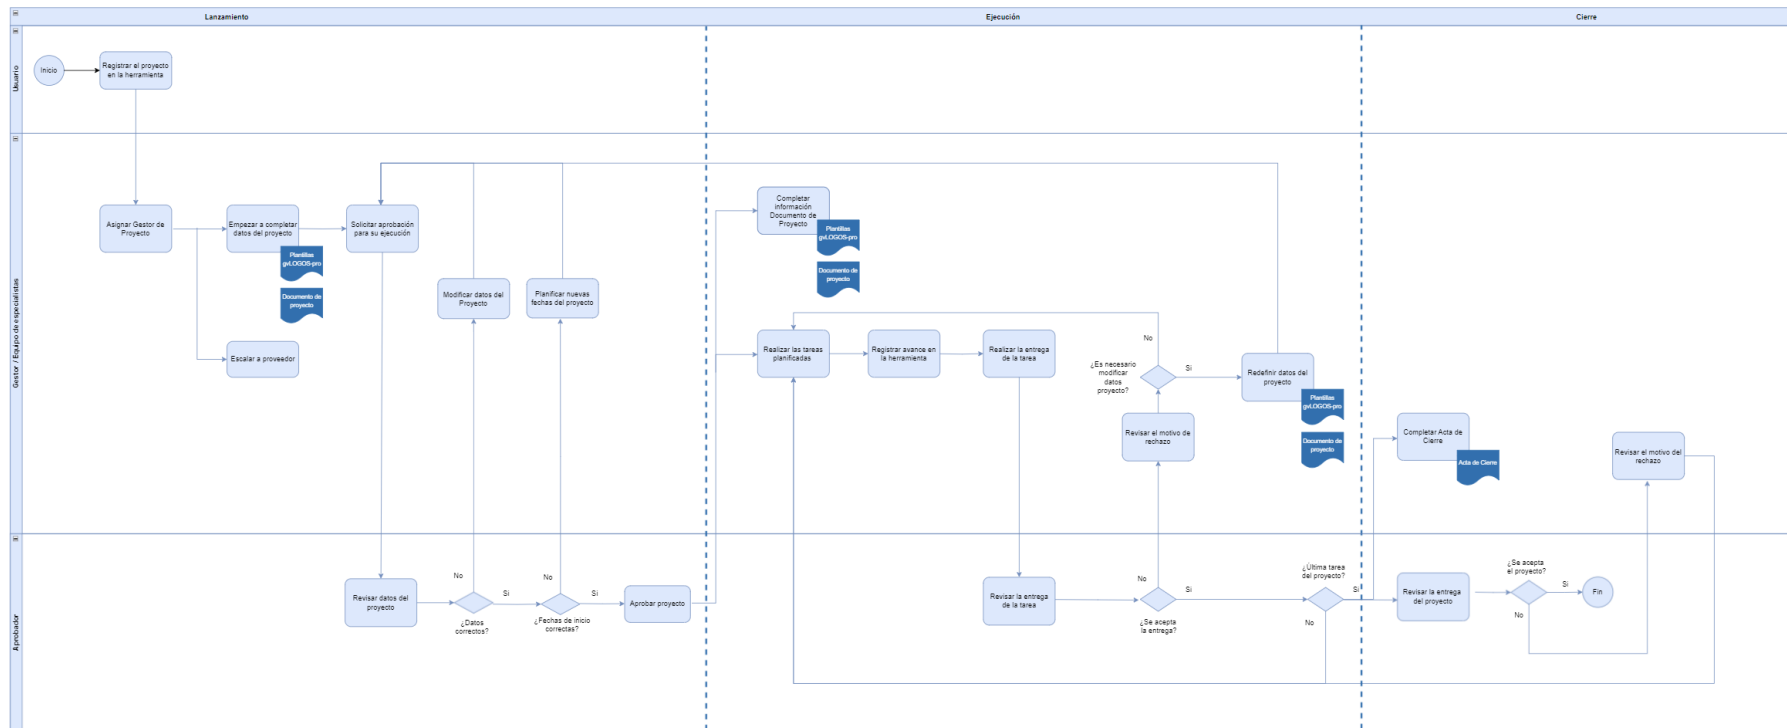 Lanzamiento
Ejecución
Cierre
Usuario
Inicio
Registrar el proyecto
en la herramienta
Gestor / Equipo de especialistas
Asignar Gestor de
Proyecto
Empezar a completar
datos del proyecto
Plantillas
gvLOGOS-pro
Documento de
proyecto
Solicitar aprobación
para su ejecución
Escalar a proveedor
Modificar datos del
Proyecto
Planificar nuevas
fechas del proyecto
Completar
información
Documento de
Proyecto
Plantillas
gvLOGOS-pro
Documento de
proyecto
Realizar las tareas
planificadas
Registrar avance en
la herramienta
Realizar la entrega
de la tarea
No
¿Es necesario
modificar
datos
proyecto?
Si
Redefinir datos del
proyecto
Plantillas
gvLOGOS-pro
Documento de
proyecto
Revisar el motivo de
rechazo
Completar Acta de
Cierre
Acta de Cierre
Revisar el motivo del
rechazo
Aprobador
Revisar datos del
proyecto
No
Si
¿Datos
correctos?
No
Si
¿Fechas de inicio
correctas?
Aprobar proyecto
Revisar la entrega
de la tarea
No
Si
¿Se acepta
la entrega?
¿Última tarea
del proyecto?
Si
No
Revisar la entrega
del proyecto
¿Se acepta
el proyecto?
Si
No
Fin